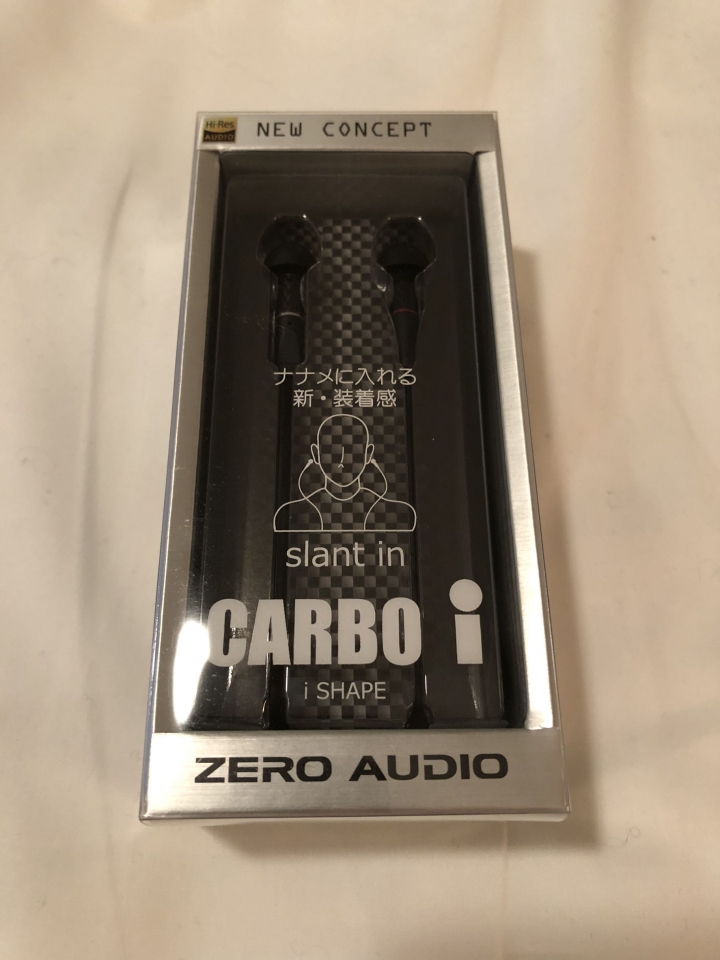 Hi-Res
AUDIO
NEW CONCEPT
ナナメに入れる
新・装着感
slant in
CARBO i
i SHAPE
ZERO AUDIO